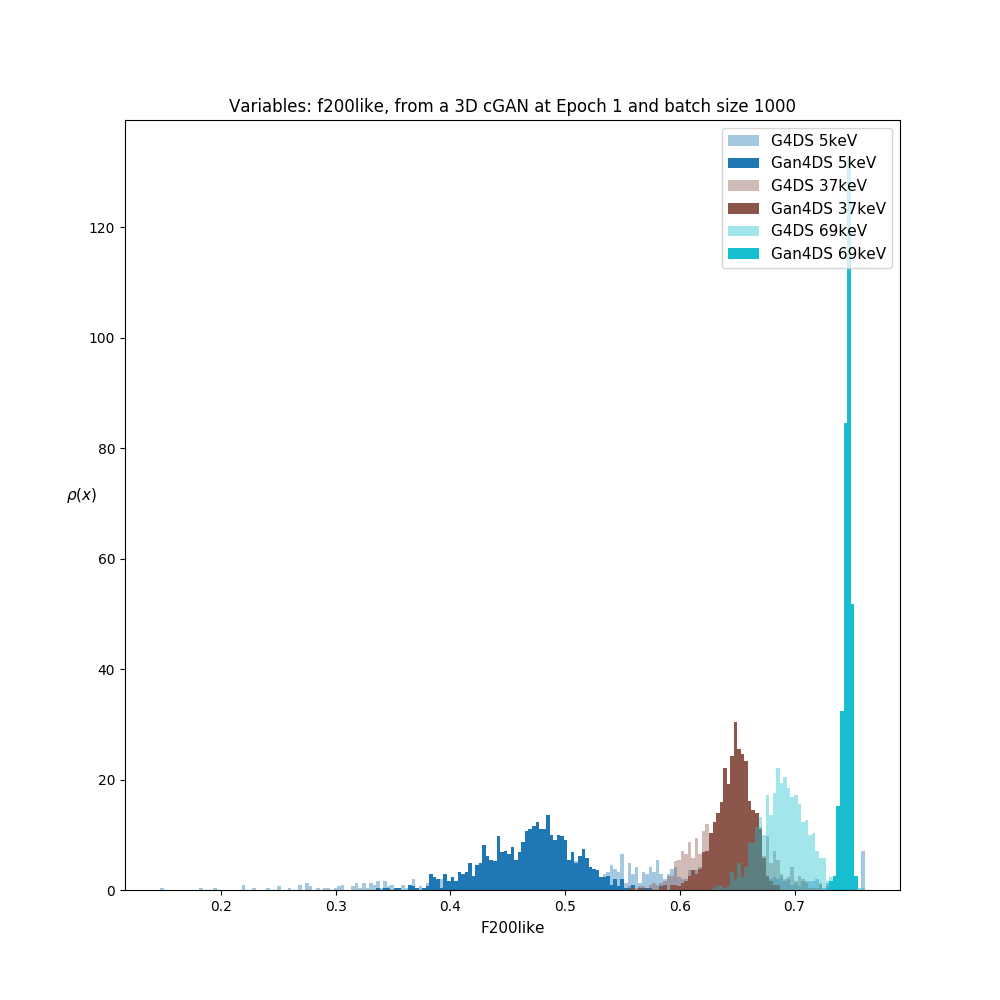 Variables: f200like, from a 3D cGAN at Epoch 1 and batch size 1000
G4DS 5keV
Gan4DS 5keV
G4DS 37keV
Gan4DS 37keV
G4DS 69keV
Gan4DS 69keV
120
100
80
60
40
20
0
ρ(x)
0.2 0.3 0.4 0.5 0.6 0.7
F200like